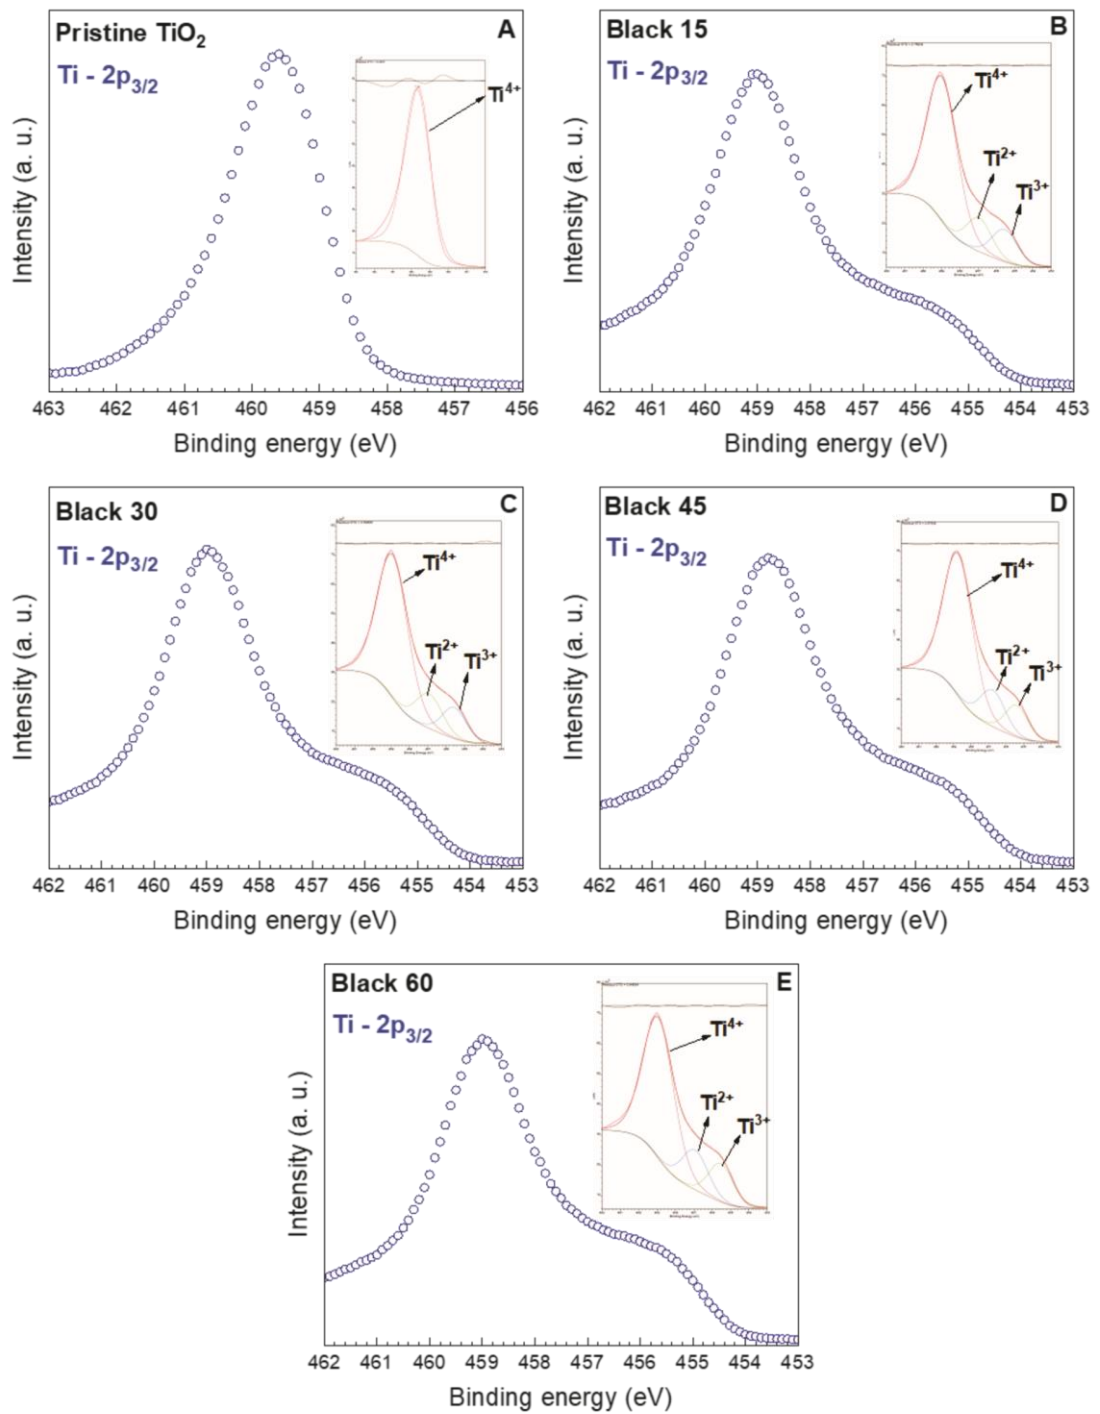 Pristine TiO₂ A
Ti - 2p₃/₂
Ti⁴⁺
Intensity (a. u.)
463 462 461 460 459 458 457 456
Binding energy (eV)
Black 15 B
Ti - 2p₃/₂
Ti⁴⁺
Ti²⁺
Ti³⁺
Intensity (a. u.)
462 461 460 459 458 457 456 455 454 453
Binding energy (eV)
Black 30 C
Ti - 2p₃/₂
Ti⁴⁺
Ti²⁺
Ti³⁺
Intensity (a. u.)
462 461 460 459 458 457 456 455 454 453
Binding energy (eV)
Black 45 D
Ti - 2p₃/₂
Ti⁴⁺
Ti²⁺
Ti³⁺
Intensity (a. u.)
462 461 460 459 458 457 456 455 454 453
Binding energy (eV)
Black 60 E
Ti - 2p₃/₂
Ti⁴⁺
Ti²⁺
Ti³⁺
Intensity (a. u.)
462 461 460 459 458 457 456 455 454 453
Binding energy (eV)